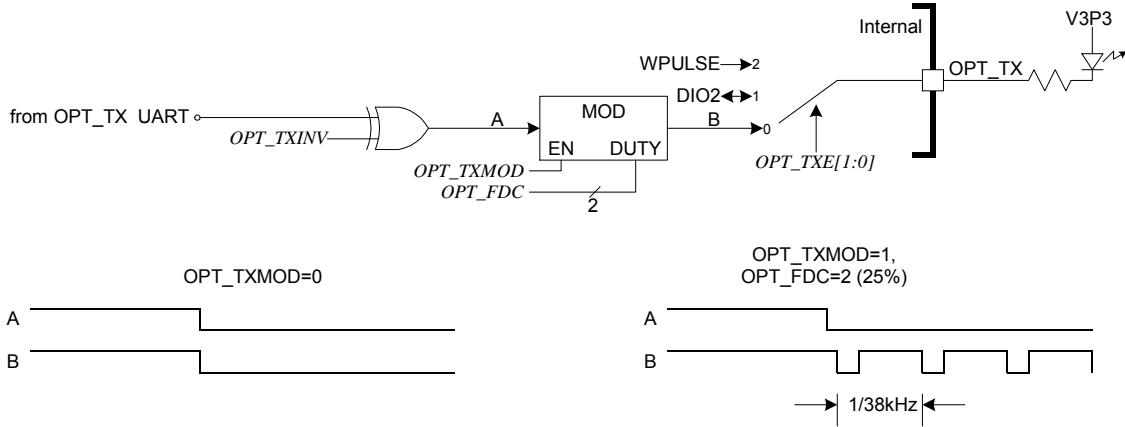 V3P3
Internal
OPT_TX
WPULSE 2
DIO2 1
from OPT_TX UART
OPT_TXINV
A
MOD
EN DUTY
B
0
OPT_TXMOD
OPT_FDC
2
OPT_TXE[1:0]
OPT_TXMOD=0
A
B
OPT_TXMOD=1,
OPT_FDC=2 (25%)
A
B
1/38kHz